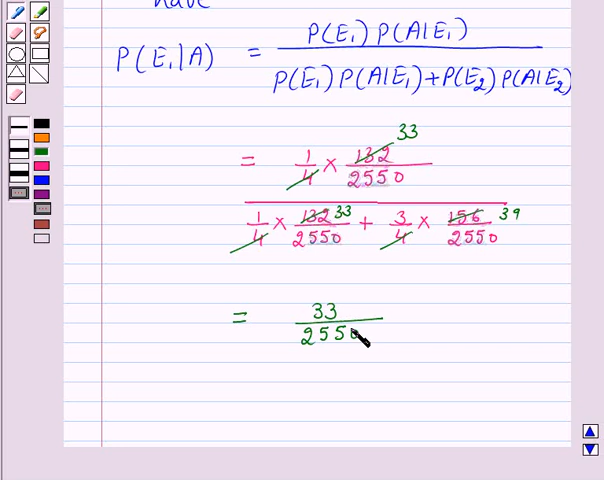 have
P(E₁|A) = P(E₁) P(A|E₁) / P(E₁) P(A|E₁) + P(E₂) P(A|E₂)
= 1/4 × 132/2550 33
1/4 × 132/2550 33 + 3/4 × 156/2550 39
= 33/2550